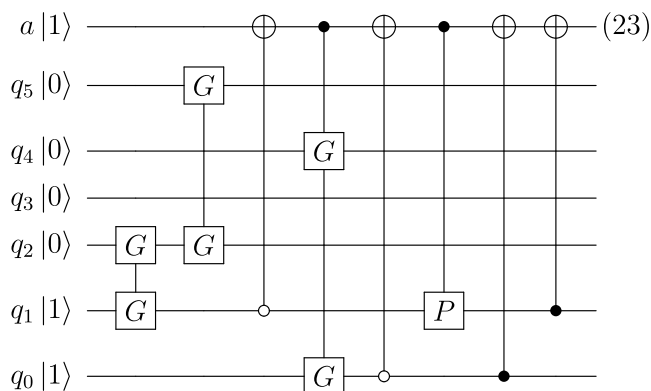 a |1⟩ (23)
q₅ |0⟩ G
q₄ |0⟩ G
q₃ |0⟩
q₂ |0⟩ G G
q₁ |1⟩ G P
q₀ |1⟩ G